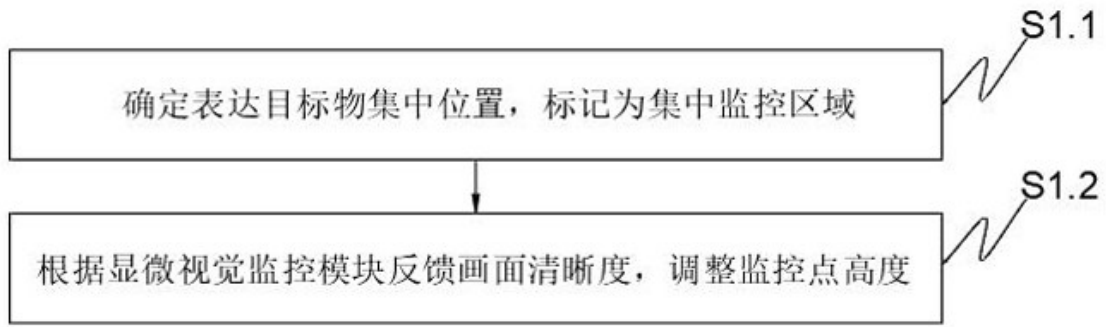 S1.1
确定表达目标物集中位置，标记为集中监控区域
S1.2
根据显微视觉监控模块反馈画面清晰度，调整监控点高度